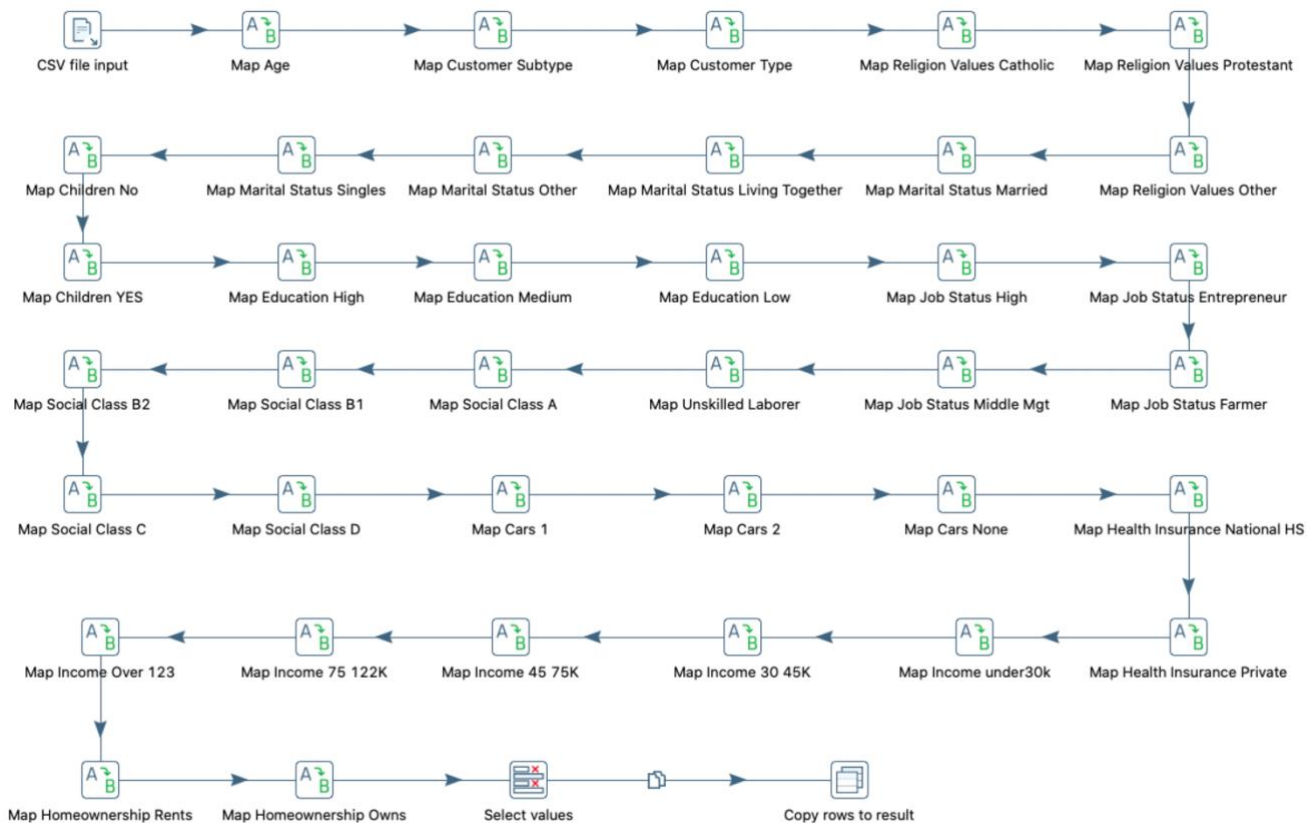 CSV file input
Map Age
Map Customer Subtype
Map Customer Type
Map Religion Values Catholic
Map Religion Values Protestant
Map Children No
Map Marital Status Singles
Map Marital Status Other
Map Marital Status Living Together
Map Marital Status Married
Map Religion Values Other
Map Children YES
Map Education High
Map Education Medium
Map Education Low
Map Job Status High
Map Job Status Entrepreneur
Map Social Class B2
Map Social Class B1
Map Social Class A
Map Unskilled Laborer
Map Job Status Middle Mgt
Map Job Status Farmer
Map Social Class C
Map Social Class D
Map Cars 1
Map Cars 2
Map Cars None
Map Health Insurance National HS
Map Income Over 123
Map Income 75 122K
Map Income 45 75K
Map Income 30 45K
Map Income under30k
Map Health Insurance Private
Map Homeownership Rents
Map Homeownership Owns
Select values
Copy rows to result